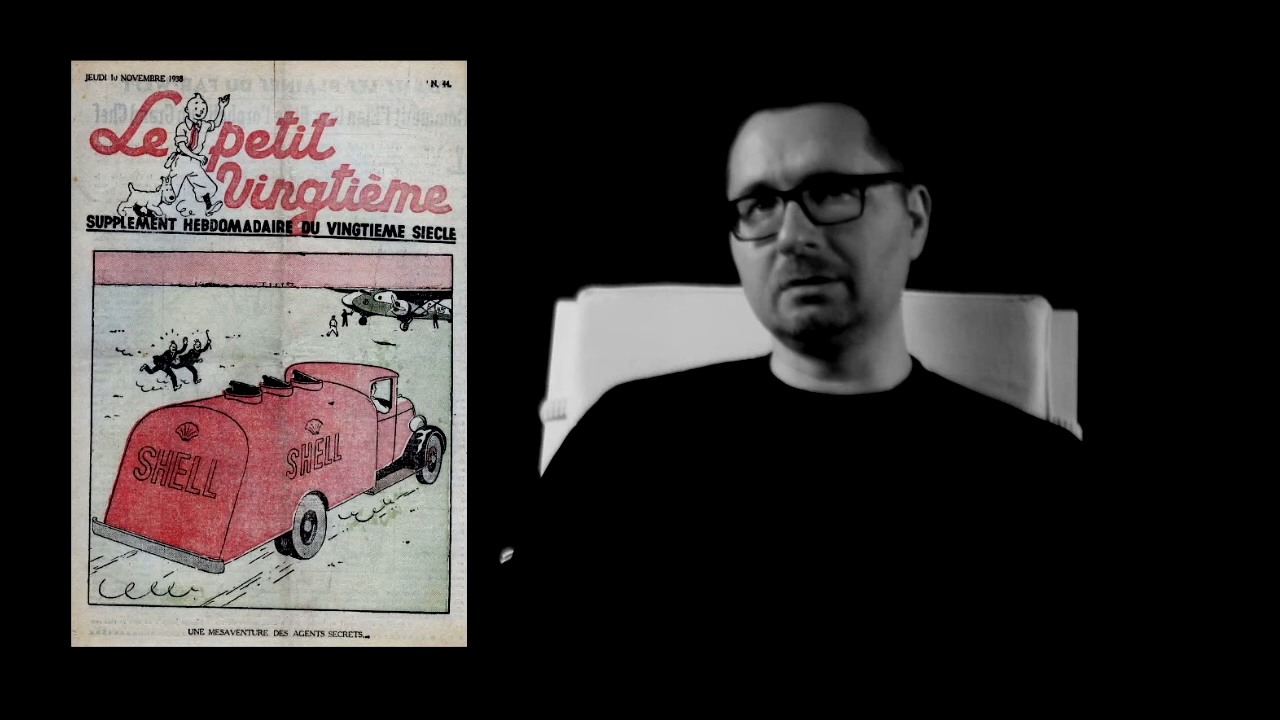 JEUDI 10 NOVEMBRE 1938
N. 44.
Le petit
Vingtième
SUPPLEMENT HEBDOMADAIRE DU VINGTIEME SIECLE
SHELL
SHELL
UNE MESAVENTURE DES AGENTS SECRETS...